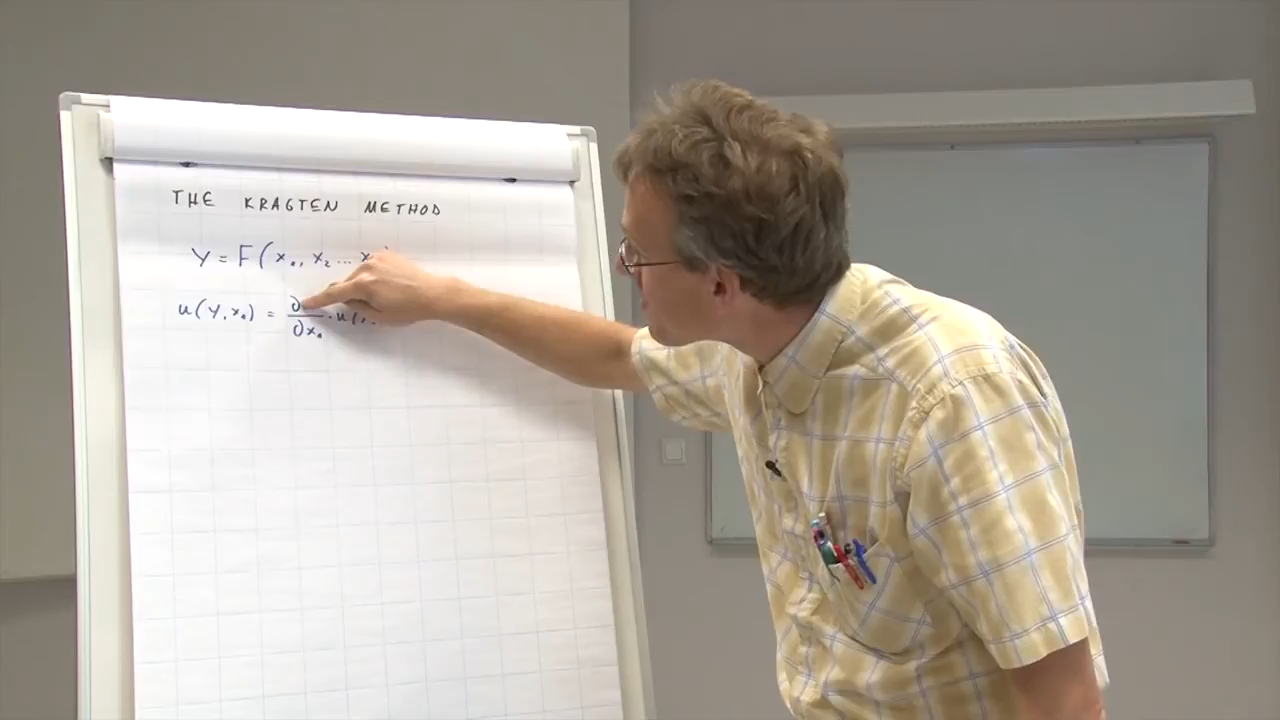 THE KRAGTEN METHOD
Y = F(x₁, x₂ ... x
u(Y, x₁) = ∂ / ∂x₁ · u(